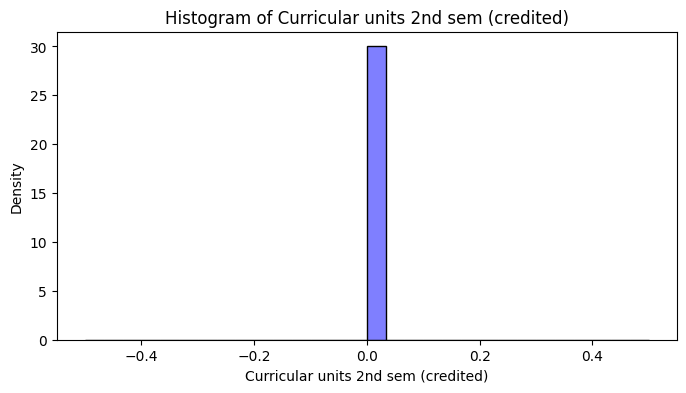 Histogram of Curricular units 2nd sem (credited)
30
25
20
15
10
5
0
Density
−0.4 −0.2 0.0 0.2 0.4
Curricular units 2nd sem (credited)